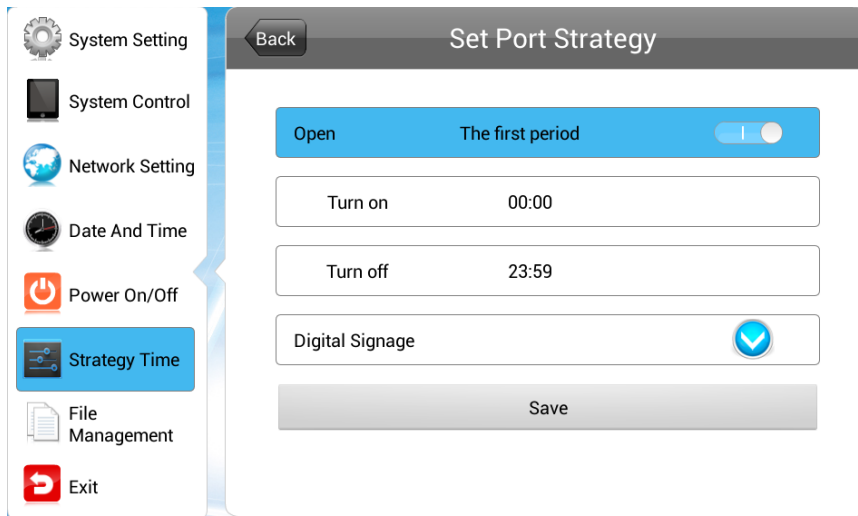 System Setting
System Control
Network Setting
Date And Time
Power On/Off
Strategy Time
File
Management
Exit
Back
Set Port Strategy
Open The first period
Turn on 00:00
Turn off 23:59
Digital Signage
Save